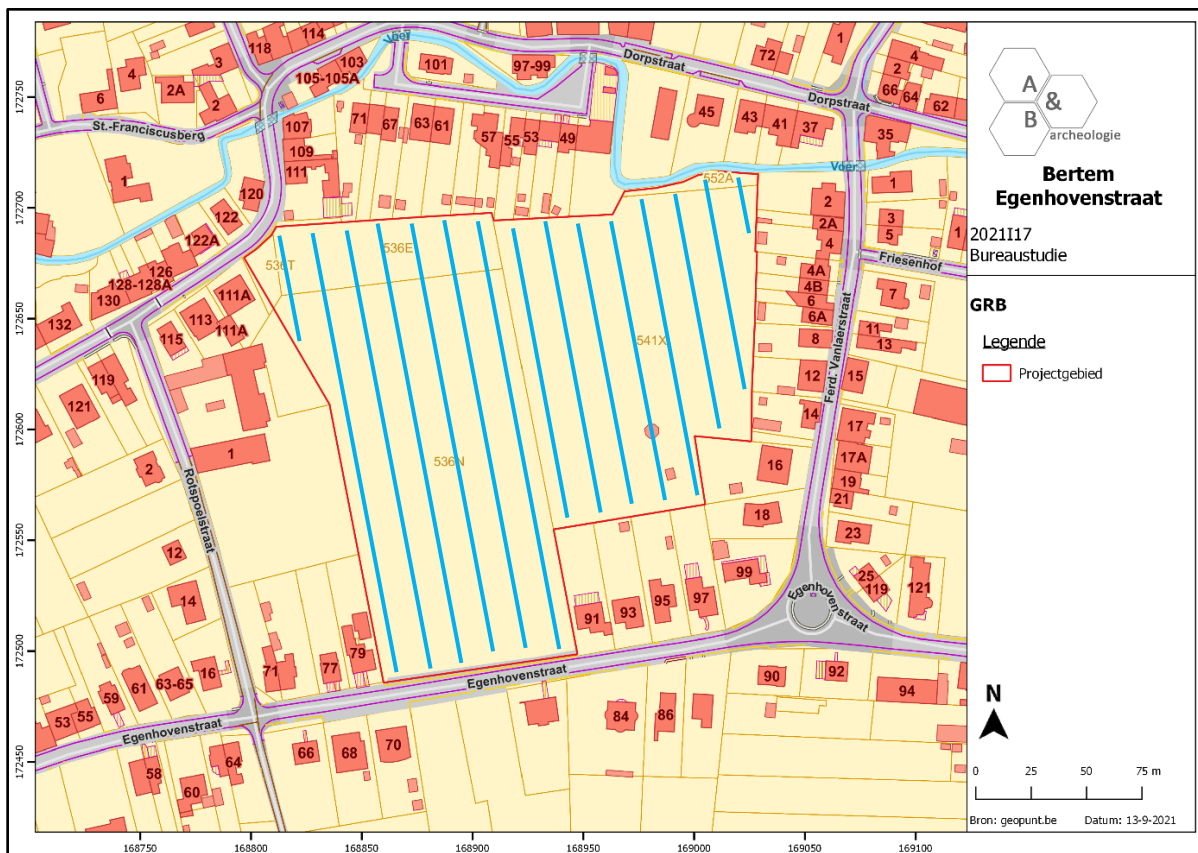 118
114
Voer
1
3
4
103
101
97-99
Dorpstraat
72
4
2
6
2A
2
105-105A
66
64
62
St.-Franciscusberg
107
71
67
63
61
57
55
53
49
45
43
41
37
Dorpstraat
35
109
111
Voer
1
120
552A
1
122
2
3
2A
5
1
122A
4
536T
536E
Friesenhof
126
4A
128-128A
4B
7
130
111A
6
132
113
6A
111A
11
115
541X
8
13
Ferd. Vanlaerstraat
119
12
15
121
14
17
1
536N
17A
2
16
19
Rotspoelstraat
21
18
23
12
99
25
119
121
14
97
95
Egenhovenstraat
93
91
79
77
71
16
63-65
61
59
55
53
Egenhovenstraat
90
92
94
84
86
Egenhovenstraat
70
68
66
64
58
60
172750
172700
172650
172600
172550
172500
172450
168750
168800
168850
168900
168950
169000
169050
169100
A
&
B
archeologie
Bertem
Egenhovenstraat
2021I17
Bureaustudie
GRB
Legende
Projectgebied
N
0 25 50 75 m
Bron: geopunt.be Datum: 13-9-2021